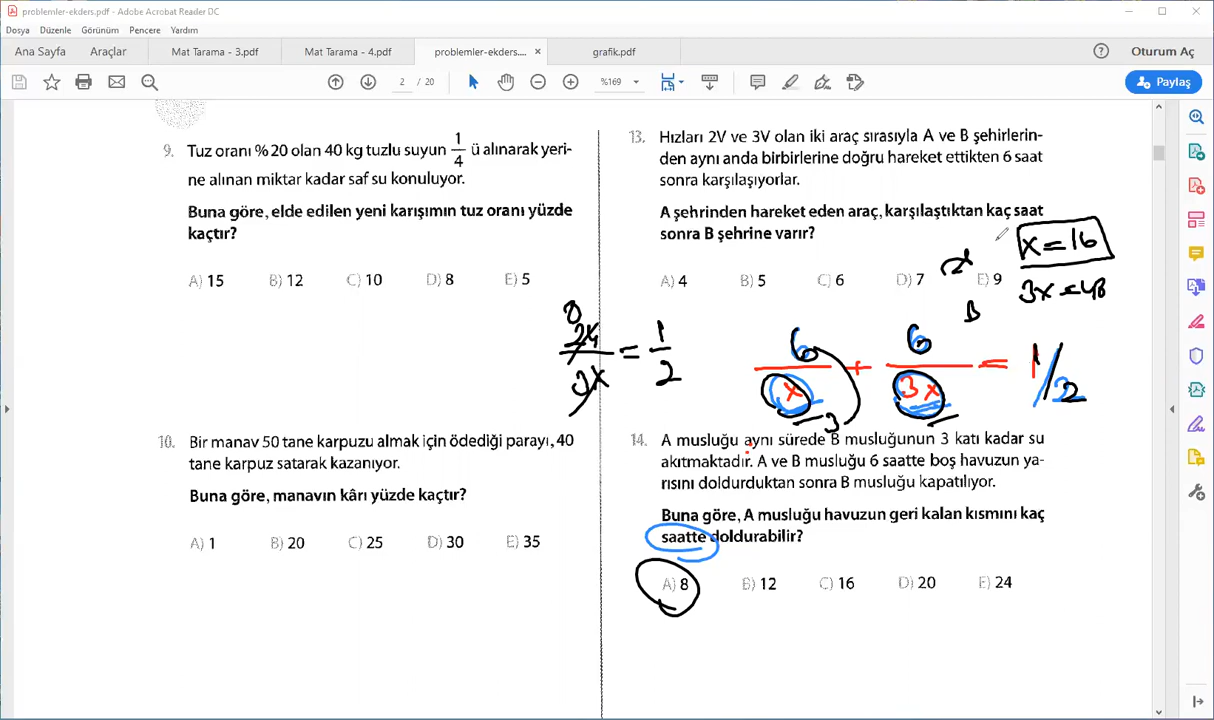 problemler-ekders.pdf - Adobe Acrobat Reader DC
Dosya Düzenle Görünüm Pencere Yardım
Ana Sayfa Araçlar Mat Tarama - 3.pdf Mat Tarama - 4.pdf problemler-ekders.... × grafik.pdf Oturum Aç
2 / 20 %169 Paylaş
9. Tuz oranı %20 olan 40 kg tuzlu suyun 1/4 ü alınarak yeri-
ne alınan miktar kadar saf su konuluyor.
Buna göre, elde edilen yeni karışımın tuz oranı yüzde
kaçtır?
A) 15 B) 12 C) 10 D) 8 E) 5
10. Bir manav 50 tane karpuzu almak için ödediği parayı, 40
tane karpuz satarak kazanıyor.
Buna göre, manavın kârı yüzde kaçtır?
A) 1 B) 20 C) 25 D) 30 E) 35
13. Hızları 2V ve 3V olan iki araç sırasıyla A ve B şehirlerin-
den aynı anda birbirlerine doğru hareket ettikten 6 saat
sonra karşılaşıyorlar.
A şehrinden hareket eden araç, karşılaştıktan kaç saat
sonra B şehrine varır?
A) 4 B) 5 C) 6 D) 7 E) 9
x = 16
3x = 48
B
8
24/3x = 1/2
6/x + 6/3x = 1/2
3
14. A musluğu aynı sürede B musluğunun 3 katı kadar su
akıtmaktadır. A ve B musluğu 6 saatte boş havuzun ya-
rısını doldurduktan sonra B musluğu kapatılıyor.
Buna göre, A musluğu havuzun geri kalan kısmını kaç
saatte doldurabilir?
A) 8 B) 12 C) 16 D) 20 E) 24